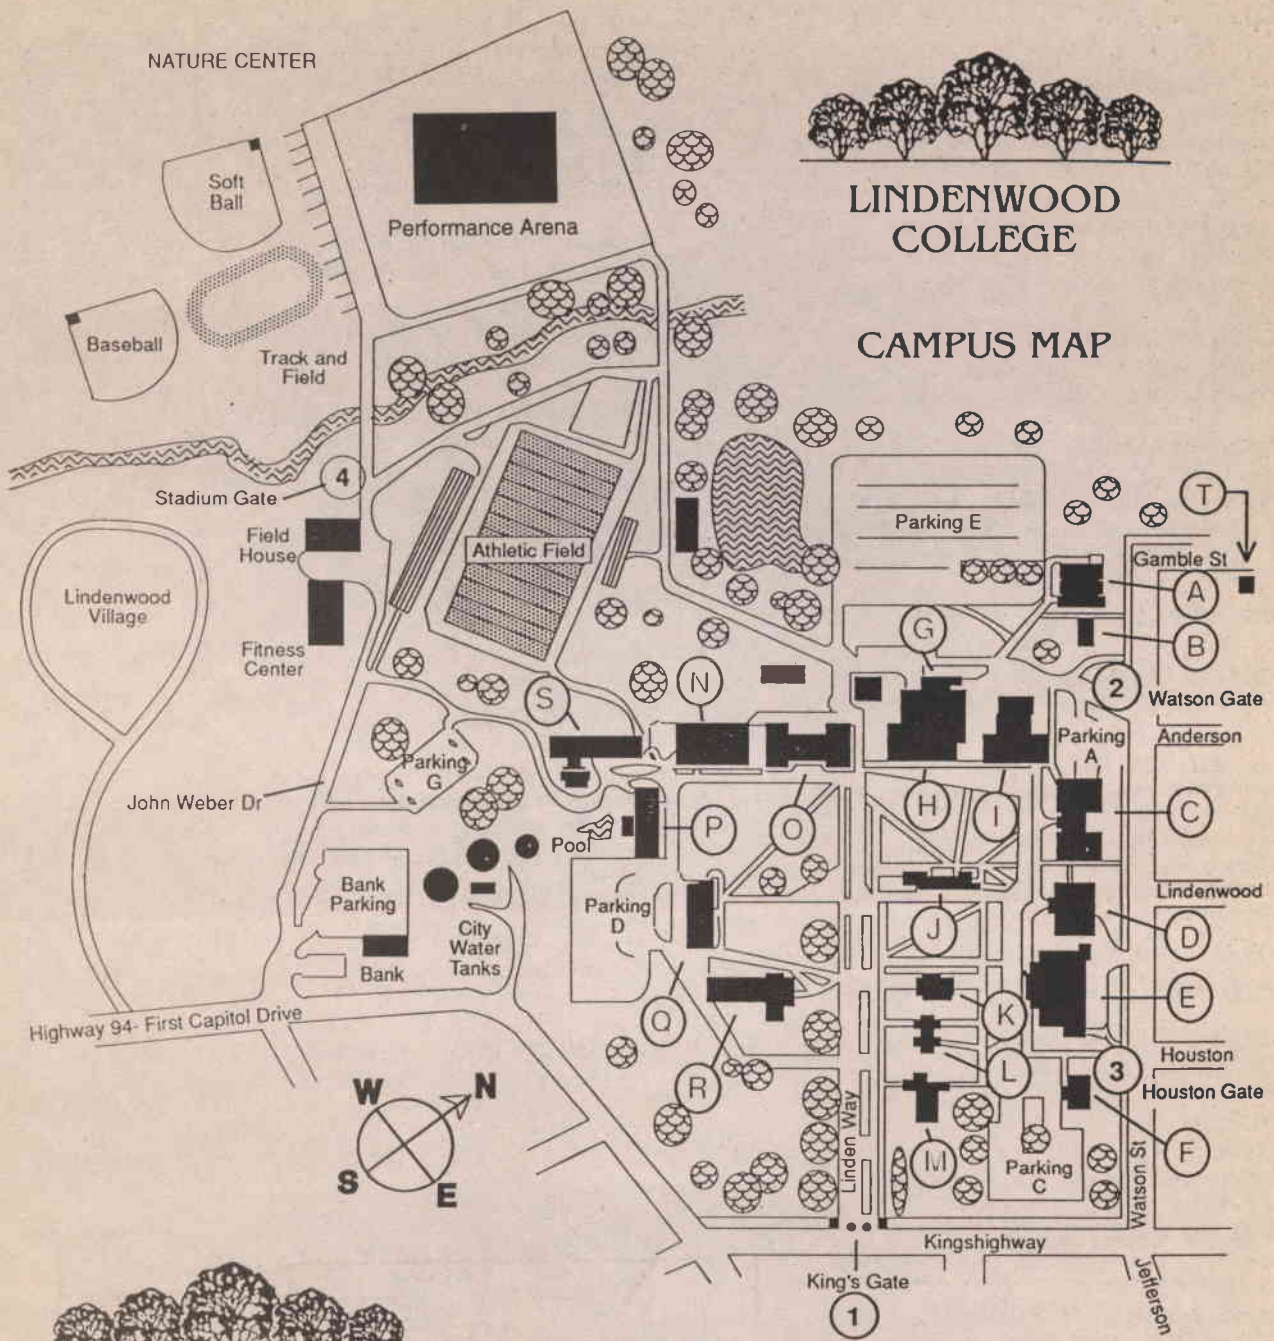 NATURE CENTER
LINDENWOOD
COLLEGE
CAMPUS MAP
Soft
Ball
Performance Arena
Baseball
Track and
Field
4
Stadium Gate
Field
House
Athletic Field
Parking E
T
Gamble St
A
B
Lindenwood
Village
Fitness
Center
G
2
Watson Gate
S
N
Parking
A
Anderson
Parking
G
John Weber Dr
P
O
H
I
C
Pool
Bank
Parking
Parking
D
City
Water
Tanks
Bank
J
Lindenwood
D
Q
K
E
Highway 94- First Capitol Drive
R
L
3
Houston
Houston Gate
W
N
S
E
Linden Way
M
Parking
C
F
Watson St
Kingshighway
King's Gate
1
Jefferson